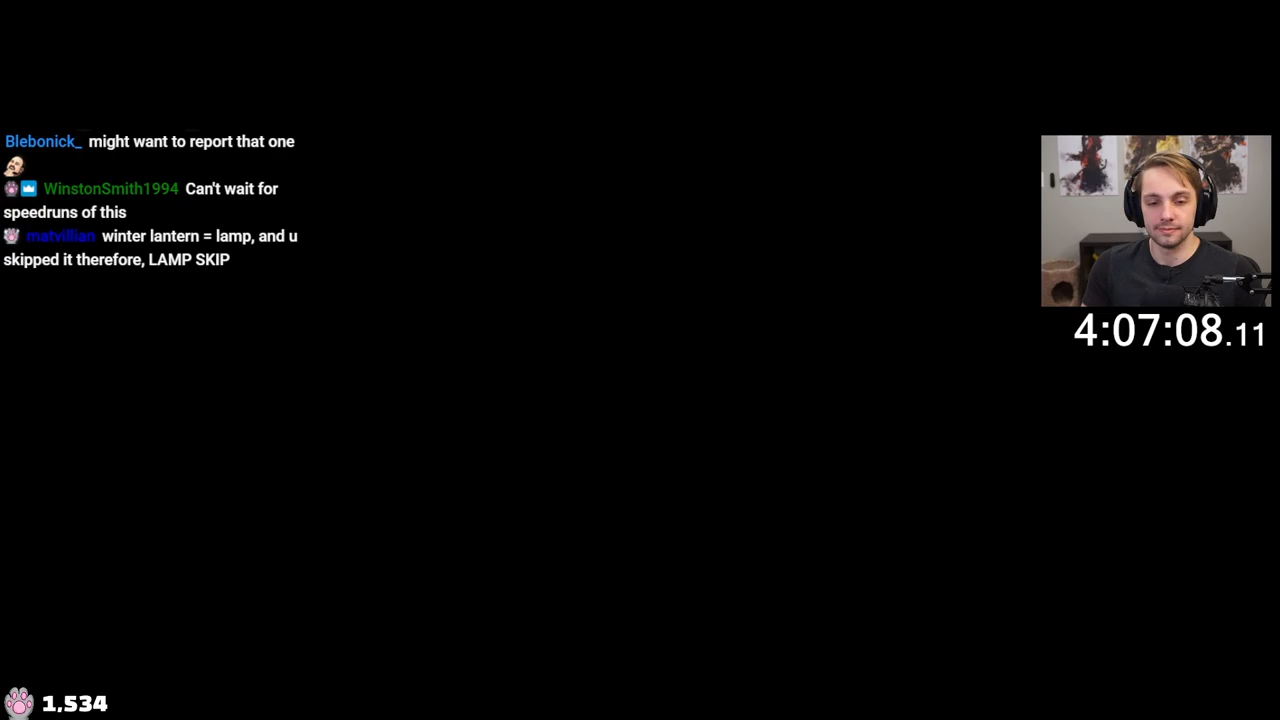 Blebonick_ might want to report that one
WinstonSmith1994 Can't wait for
speedruns of this
matvillian winter lantern = lamp, and u
skipped it therefore, LAMP SKIP
4:07:08.11
1,534